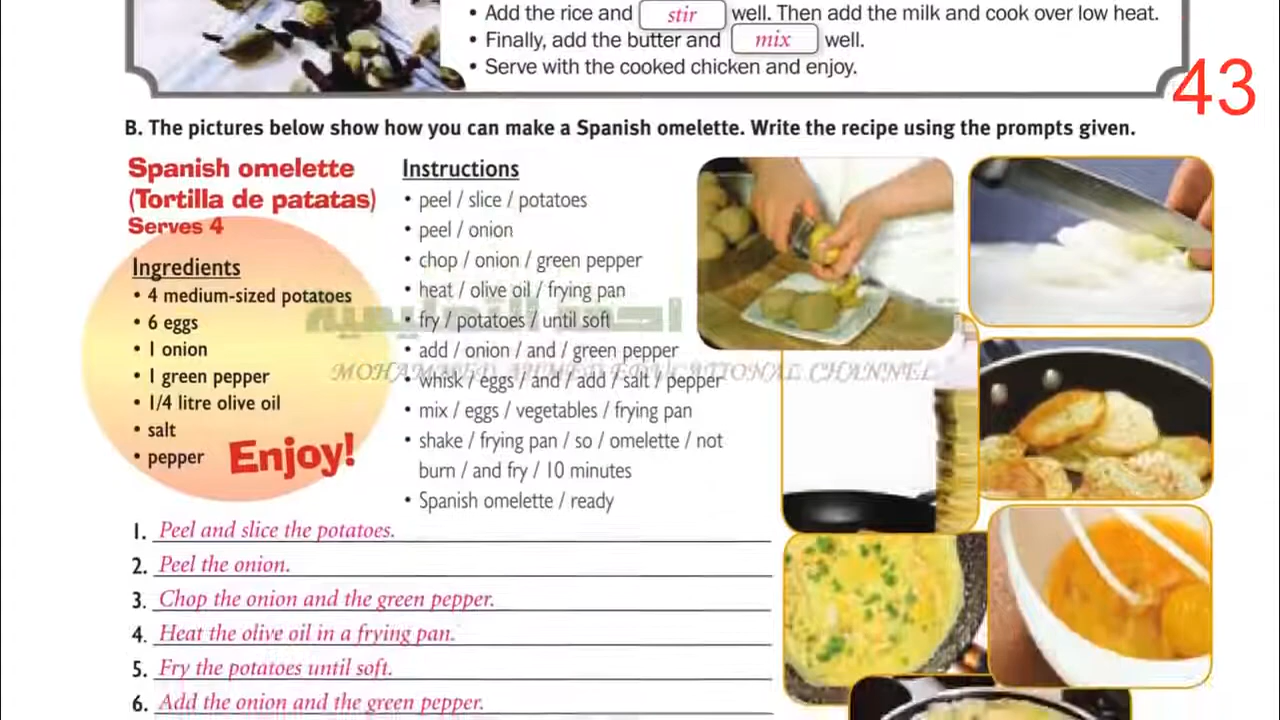 • Add the rice and stir well. Then add the milk and cook over low heat.
• Finally, add the butter and mix well.
• Serve with the cooked chicken and enjoy.
43
B. The pictures below show how you can make a Spanish omelette. Write the recipe using the prompts given.
Spanish omelette
(Tortilla de patatas)
Serves 4
Ingredients
• 4 medium-sized potatoes
• 6 eggs
• 1 onion
• 1 green pepper
• 1/4 litre olive oil
• salt
• pepper
Enjoy!
Instructions
• peel / slice / potatoes
• peel / onion
• chop / onion / green pepper
• heat / olive oil / frying pan
• fry / potatoes / until soft
• add / onion / and / green pepper
• whisk / eggs / and / add / salt / pepper
• mix / eggs / vegetables / frying pan
• shake / frying pan / so / omelette / not
burn / and fry / 10 minutes
• Spanish omelette / ready
التعليمية
MOHAMMED AHMED EDUCATIONAL CHANNEL
1. Peel and slice the potatoes.
2. Peel the onion.
3. Chop the onion and the green pepper.
4. Heat the olive oil in a frying pan.
5. Fry the potatoes until soft.
6. Add the onion and the green pepper.